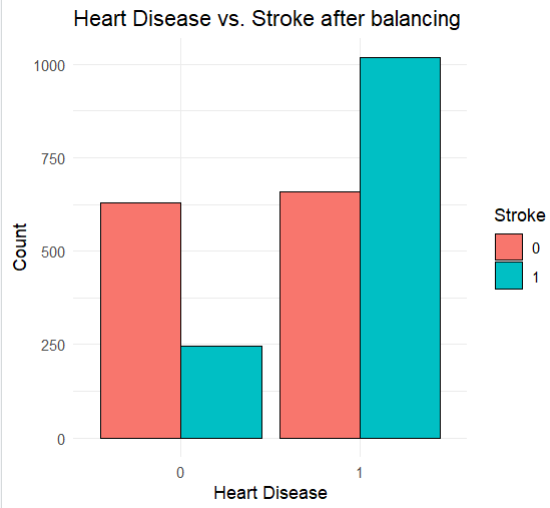 Heart Disease vs. Stroke after balancing
1000
750
500
250
0
Count
0 1
Heart Disease
Stroke
0
1